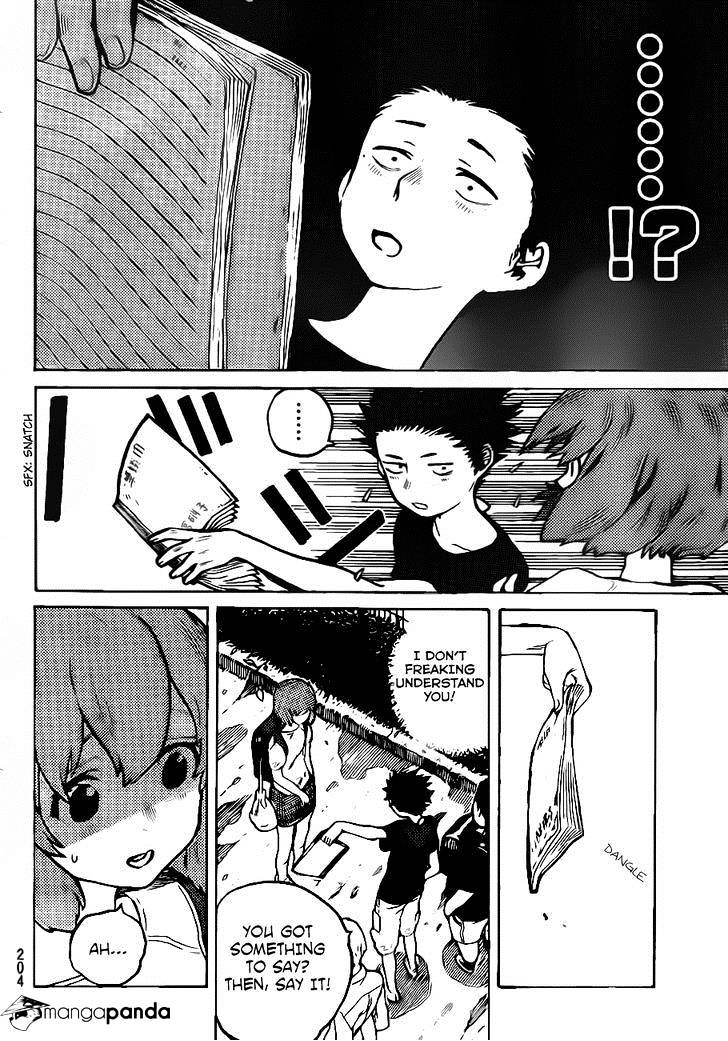 ......!?
SFX: SNATCH
......
DANGLE
I DON'T
FREAKING
UNDERSTAND
YOU!
YOU GOT
SOMETHING
TO SAY?
THEN, SAY IT!
AH...
204
mangapanda